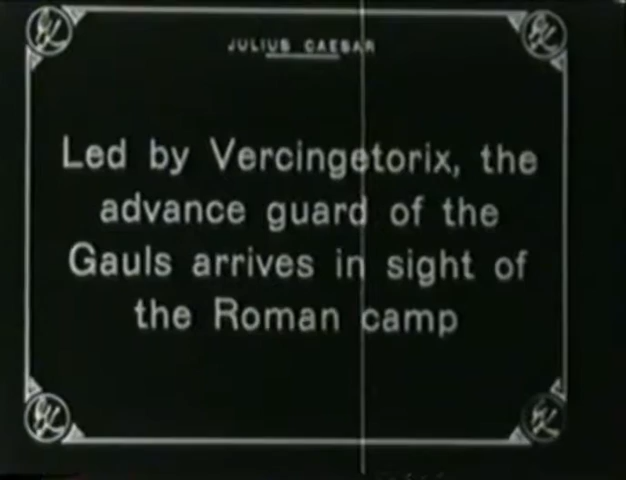 JULIUS CAESAR
Led by Vercingetorix, the
advance guard of the
Gauls arrives in sight of
the Roman camp